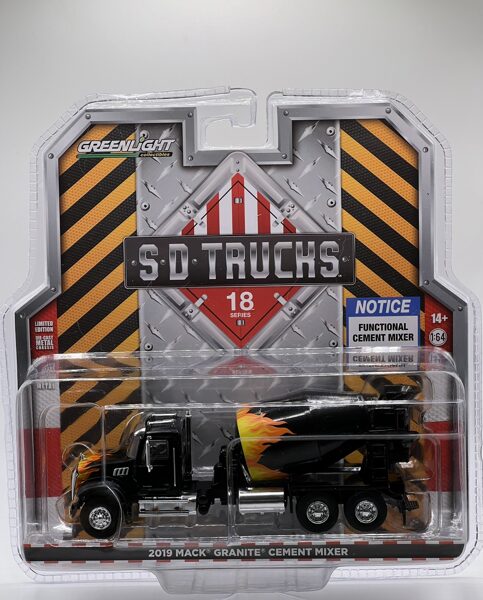 GREENLIGHT
collectibles
S·D·TRUCKS™
18
SERIES
LIMITED
EDITION
DIE-CAST
METAL
CHASSIS
NOTICE
FUNCTIONAL
CEMENT MIXER
14+
1:64
2019 MACK® GRANITE® CEMENT MIXER